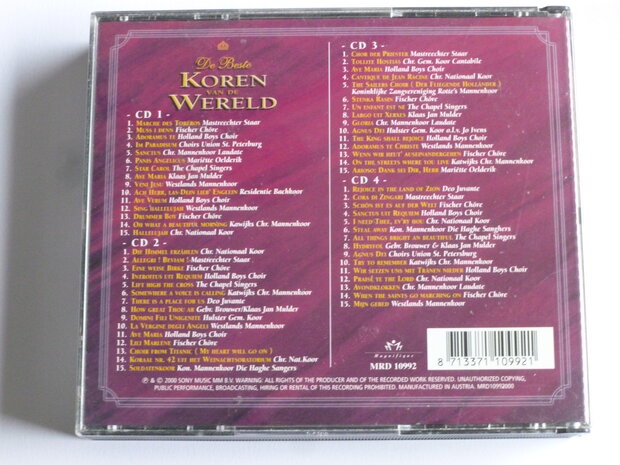 De Beste
KOREN
VAN DE
WERELD
- CD 1 -
1. MARCHE DES TOREROS Mastreechter Staar
2. MUSS I DENN Fischer Chöre
3. ADORAMUS TE Holland Boys Choir
4. IM PARADISUM Choirs Union St. Petersburg
5. SANCTUS Chr. Mannenkoor Laudate
6. PANIS ANGELICUS Mariëtte Oelderik
7. STAR CAROL The Chapel Singers
8. AVE MARIA Klaas Jan Mulder
9. VENI JESU Westlands Mannenkoor
10. ACH HERR, LAS DEIN LIEB' ENGELEIN Residentie Bachkoor
11. AVE VERUM Holland Boys Choir
12. SING HALLELUJAH Westlands Mannenkoor
13. DRUMMER BOY Fischer Chöre
14. OH WHAT A BEAUTIFUL MORNING Katwijks Chr. Mannenkoor
15. HALLELUJAH Chr. Nationaal Koor
- CD 2 -
1. DIE HIMMEL ERZÄHLEN Chr. Nationaal Koor
2. ALLEGRI / BEVIAM ! Mastreechter Staar
3. EINE WEISE BIRKE Fischer Chöre
4. INTROITUS UIT REQUIEM Holland Boys Choir
5. LIFT HIGH THE CROSS The Chapel Singers
6. SOMEWHERE A VOICE IS CALLING Katwijks Chr. Mannenkoor
7. THERE IS A PLACE FOR US Deo Juvante
8. HOW GREAT THOU ART Gebr. Brouwer/Klaas Jan Mulder
9. DOMINI FILI UNIGENITE Hulster Gem. Koor
10. LA VERGINE DEGLI ANGELI Westlands Mannenkoor
11. AVE MARIA Holland Boys Choir
12. LILI MARLENE Fischer Chöre
13. CHOIR FROM TITANIC ( MY HEART WILL GO ON )
14. KORAAL NR. 42 UIT HET WEIHNACHTSORATORIUM Chr. Nat.Koor
15. SOLDATENKOOR Kon. Mannenkoor Die Haghe Sanghers
- CD 3 -
1. CHOR DER PRIESTER Mastreechter Staar
2. TOLLITE HOSTIAS Chr. Gem. Koor Cantabilé
3. AVE MARIA Holland Boys Choir
4. CANTIQUE DE JEAN RACINE Chr. Nationaal Koor
5. THE SAILORS CHOIR ( DER FLIEGENDE HOLLÄNDER )
Koninklijke Zangvereniging Rotte's Mannenkoor
6. STENKA RASIN Fischer Chöre
7. UN ENFANT EST NÉ The Chapel Singers
8. LARGO UIT XERXES Klaas Jan Mulder
9. GLORIA Chr. Mannenkoor Laudate
10. AGNUS DEI Hulster Gem. Koor o.l.v. Jo Ivens
11. THE KING SHALL REJOICE Holland Boys Choir
12. ADORAMUS TE CHRISTE Westlands Mannenkoor
13. WENN WIR HEUT' AUSEINANDERGEHEN Fischer Chöre
14. ON THE STREETS WHERE YOU LIVE Katwijks Chr. Mannenkoor
15. ARIOSO: DANK SEI DIR, HERR Mariëtte Oelderik
- CD 4 -
1. REJOICE IN THE LAND OF ZION Deo Juvante
2. CORA DI ZINGARI Mastreechter Staar
3. SCHÖN IST ES AUF DER WELT Fischer Chöre
4. SANCTUS UIT REQUIEM Holland Boys Choir
5. I NEED THEE, EV'RY HOUR Chr. Nationaal Koor
6. STEAL AWAY Kon. Mannenkoor Die Haghe Sanghers
7. ALL THINGS BRIGHT AN BEAUTIFUL The Chapel Singers
8. HYDRISTOL Gebr. Brouwer & Klaas Jan Mulder
9. AGNUS DEI Choirs Union St. Petersburg
10. TRY TO REMEMBER Katwijks Chr. Mannenkoor
11. WIR SETZEN UNS MIT TRÄNEN NIEDER Holland Boys Choir
12. PRAISE YE THE LORD Chr. Nationaal Koor
13. AVONDKLOKKEN Chr. Mannenkoor Laudate
14. WHEN THE SAINTS GO MARCHING ON Fischer Chöre
15. MIJN GEBED Westlands Mannenkoor
Magnifique
MRD 10992
8 713371 109921
℗ & © 2000 SONY MUSIC MM B.V. WARNING: ALL RIGHTS OF THE PRODUCER AND OF THE RECORDED WORK RESERVED. UNAUTHORIZED COPYING,
PUBLIC PERFORMANCE, BROADCASTING, HIRING OR RENTAL OF THIS RECORDING PROHIBITED. MANUFACTURED IN AUSTRIA. MRD109922000